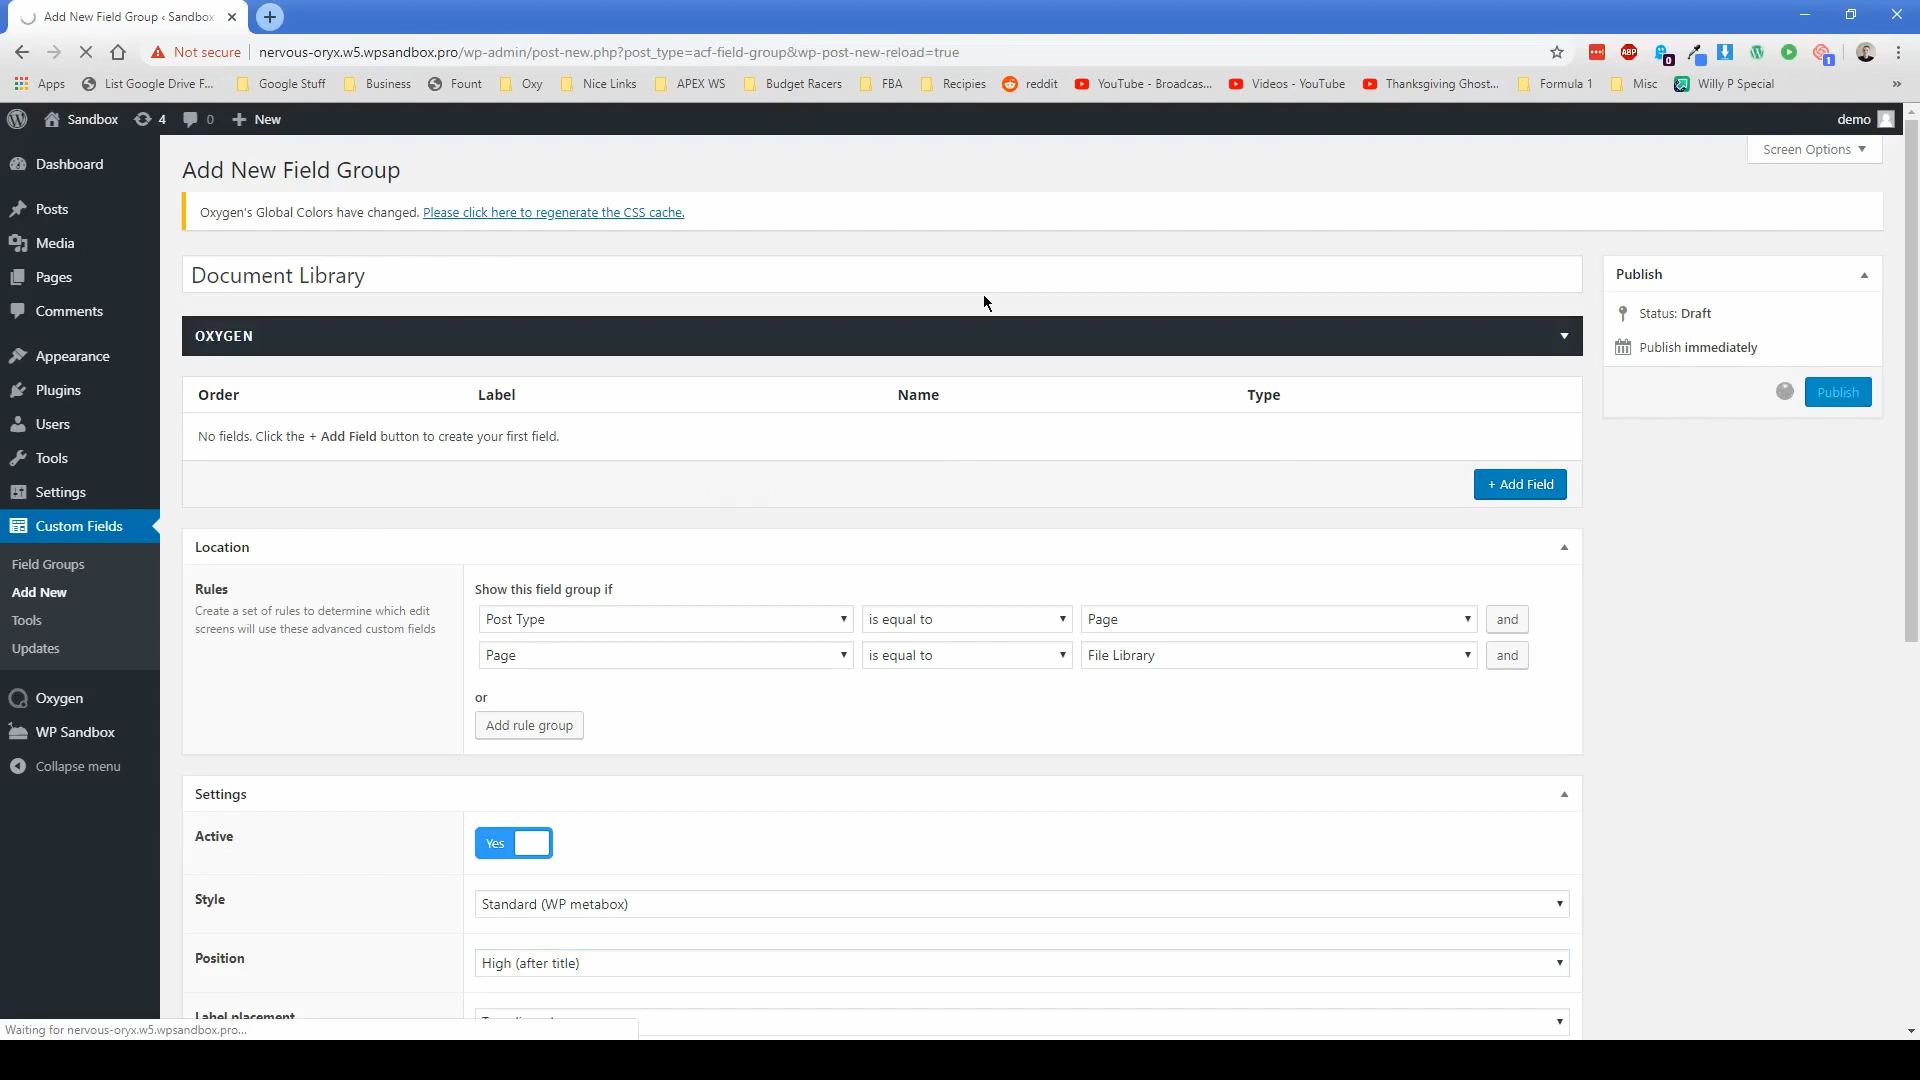 Add New Field Group ‹ Sandbox
Not secure
nervous-oryx.w5.wpsandbox.pro/wp-admin/post-new.php?post_type=acf-field-group&wp-post-new-reload=true
0
1
Apps
List Google Drive F...
Google Stuff
Business
Fount
Oxy
Nice Links
APEX WS
Budget Racers
FBA
Recipies
reddit
YouTube - Broadcas...
Videos - YouTube
Thanksgiving Ghost...
Formula 1
Misc
Willy P Special
»
Sandbox
4
0
New
demo
Screen Options
Dashboard
Posts
Media
Pages
Comments
Appearance
Plugins
Users
Tools
Settings
Custom Fields
Field Groups
Add New
Tools
Updates
Oxygen
WP Sandbox
Collapse menu
Add New Field Group
Oxygen's Global Colors have changed. Please click here to regenerate the CSS cache.
Document Library
OXYGEN
Order Label Name Type
No fields. Click the + Add Field button to create your first field.
+ Add Field
Location
Rules
Create a set of rules to determine which edit
screens will use these advanced custom fields
Show this field group if
Post Type is equal to Page and
Page is equal to File Library and
or
Add rule group
Settings
Active
Yes
Style
Standard (WP metabox)
Position
High (after title)
Label placement
Publish
Status: Draft
Publish immediately
Publish
Waiting for nervous-oryx.w5.wpsandbox.pro...